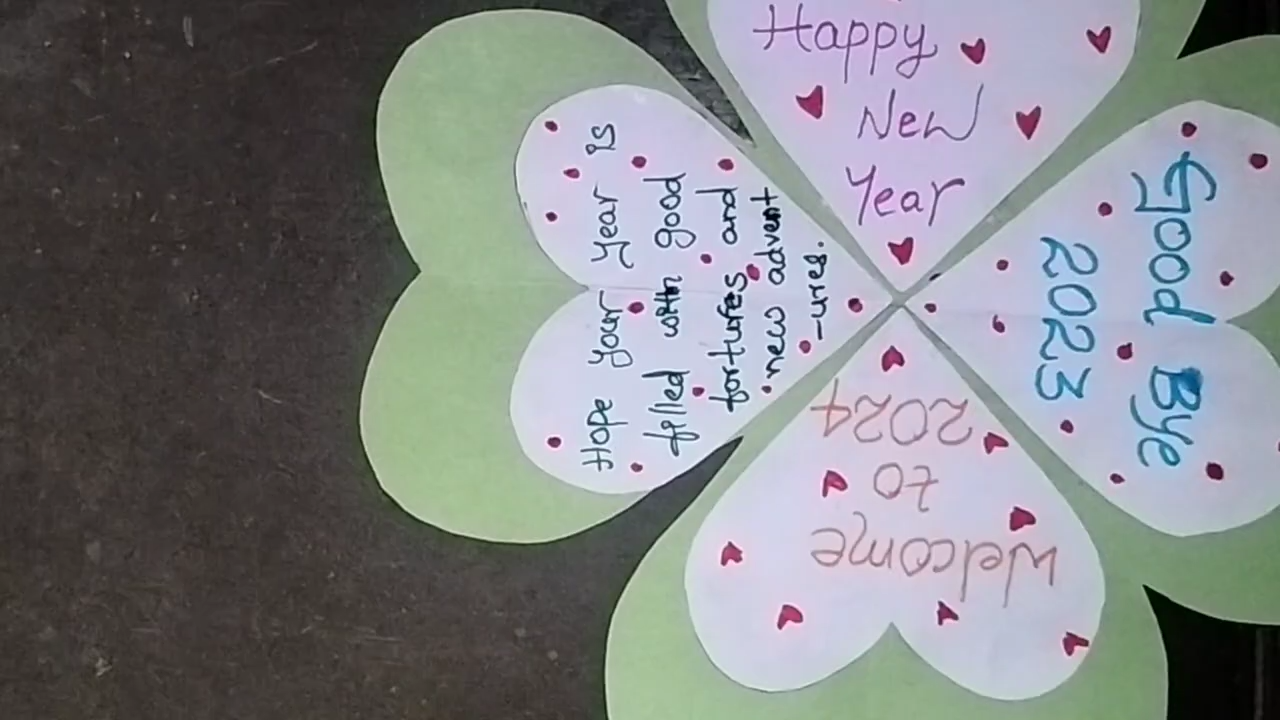 Happy
New
Year
Good Bye
2023
Welcome
to
2024
Hope your year is
filled with good
fortures and
new advent
-ures.